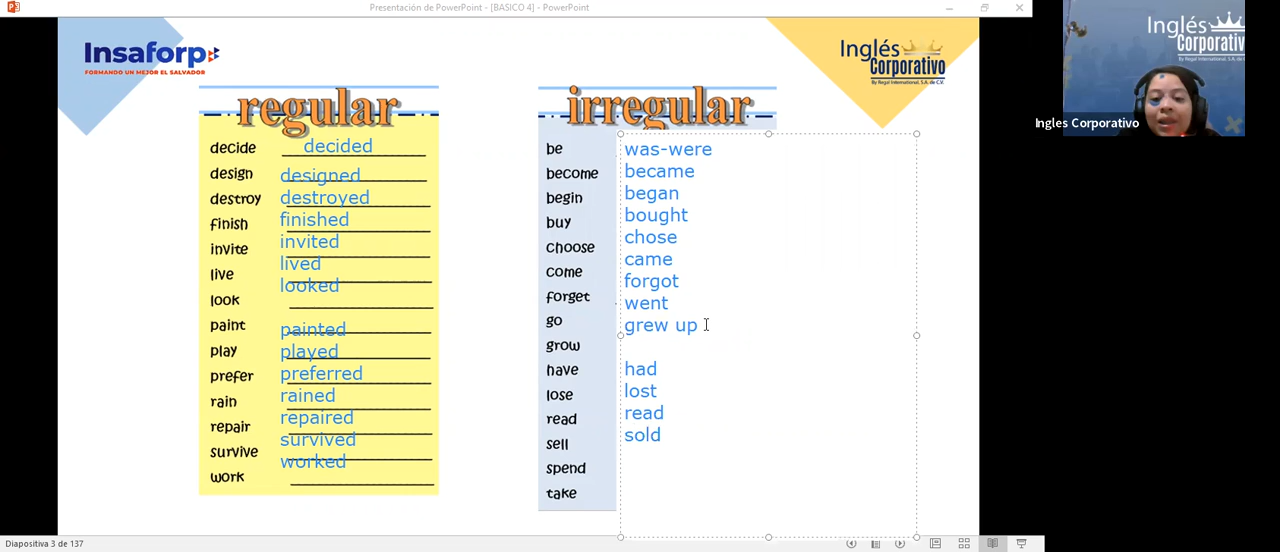 Presentación de PowerPoint - [BASICO 4] - PowerPoint
Insaforp
FORMANDO UN MEJOR EL SALVADOR
Inglés
Corporativo
By Regal International, S.A. de C.V.
regular
decide decided
design designed
destroy destroyed
finish finished
invite invited
live lived
look looked
paint painted
play played
prefer preferred
rain rained
repair repaired
survive survived
work worked
irregular
be was-were
become became
begin began
buy bought
choose chose
come came
forget forgot
go went
grow grew up
have had
lose lost
read read
sell sold
spend
take
Inglés
Corporativo
By Regal International, S.A. de C.V.
Ingles Corporativo
Diapositiva 3 de 137